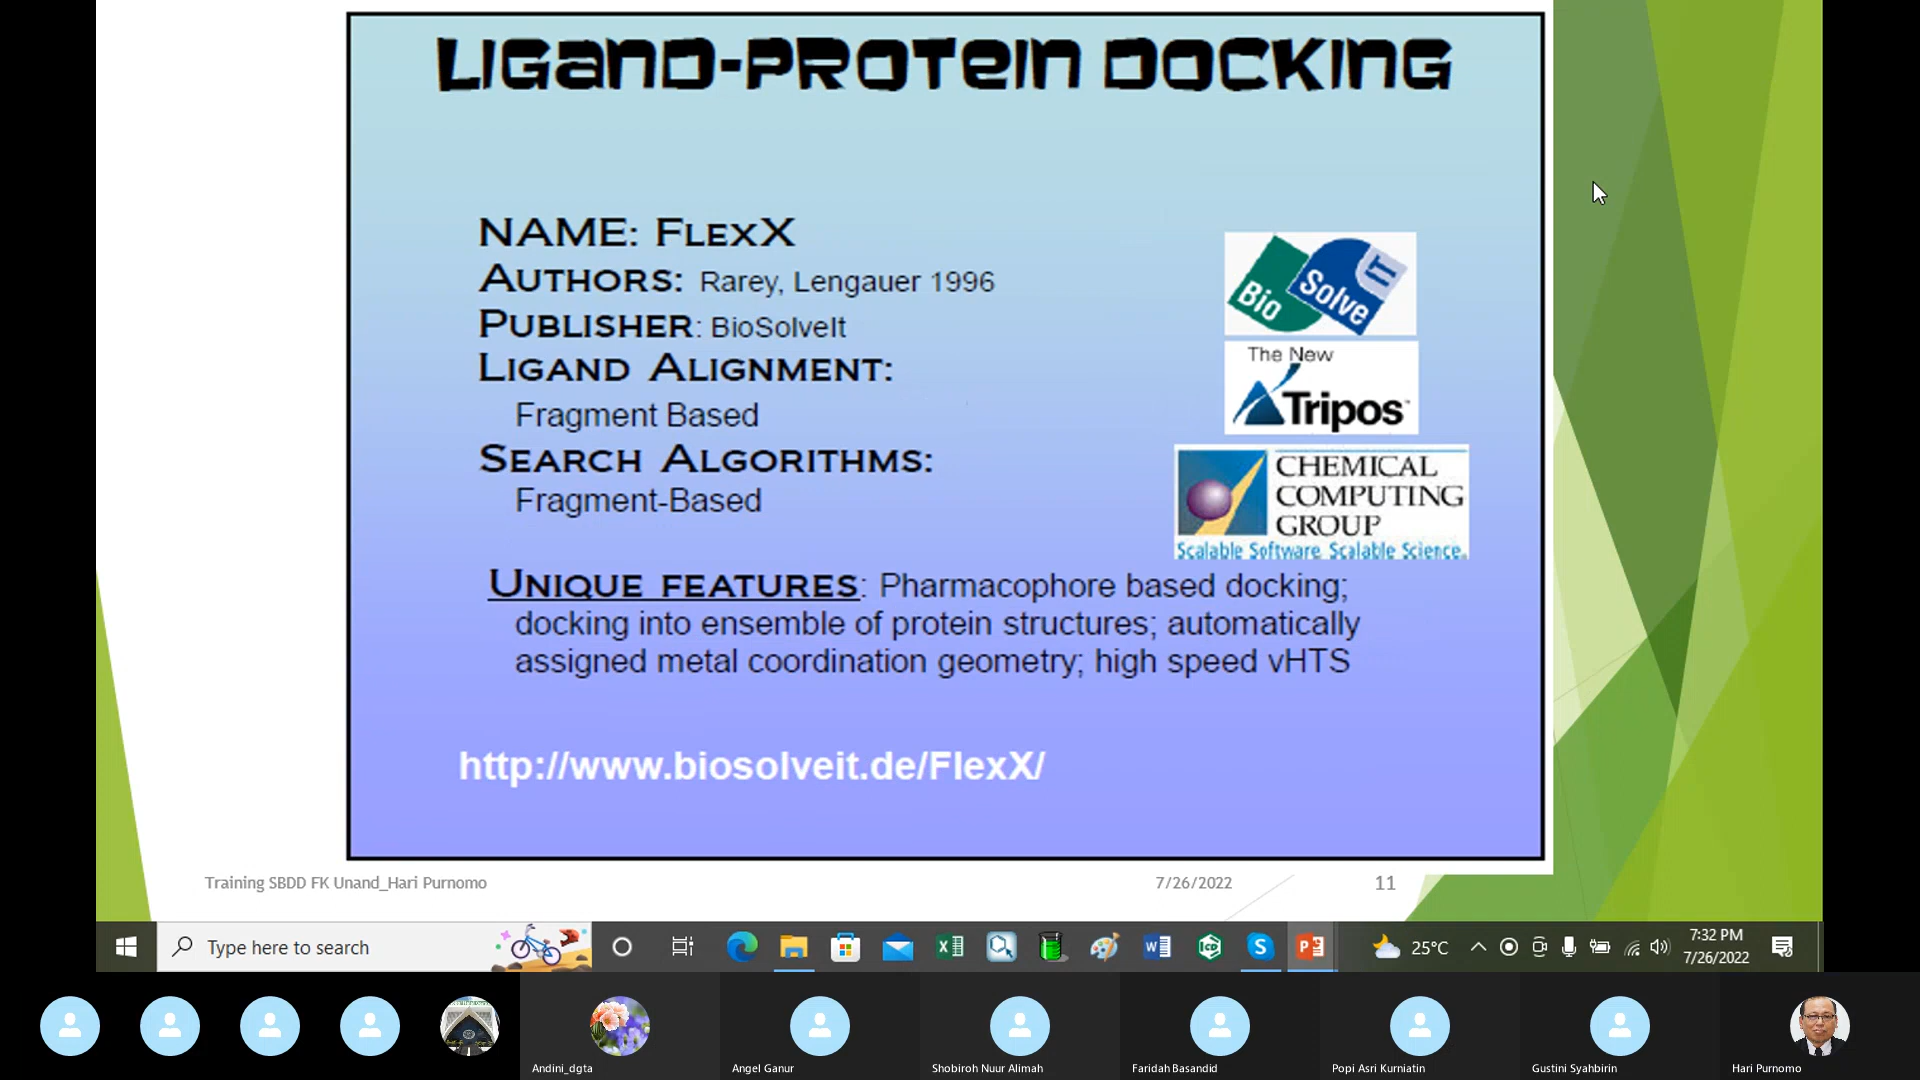 LIGAND-PROTEIN DOCKING
NAME: FLEXX
AUTHORS: Rarey, Lengauer 1996
PUBLISHER: BioSolveIt
LIGAND ALIGNMENT:
Fragment Based
SEARCH ALGORITHMS:
Fragment-Based
Bio Solve IT
The New
Tripos
CHEMICAL
COMPUTING
GROUP
Scalable Software. Scalable Science.
UNIQUE FEATURES: Pharmacophore based docking;
docking into ensemble of protein structures; automatically
assigned metal coordination geometry; high speed vHTS
http://www.biosolveit.de/FlexX/
Training SBDD FK Unand_Hari Purnomo
7/26/2022
11
Type here to search
25°C
7:32 PM
7/26/2022
Andini_dgta
Angel Ganur
Shobiroh Nuur Alimah
Faridah Basandid
Popi Asri Kurniatin
Gustini Syahbirin
Hari Purnomo